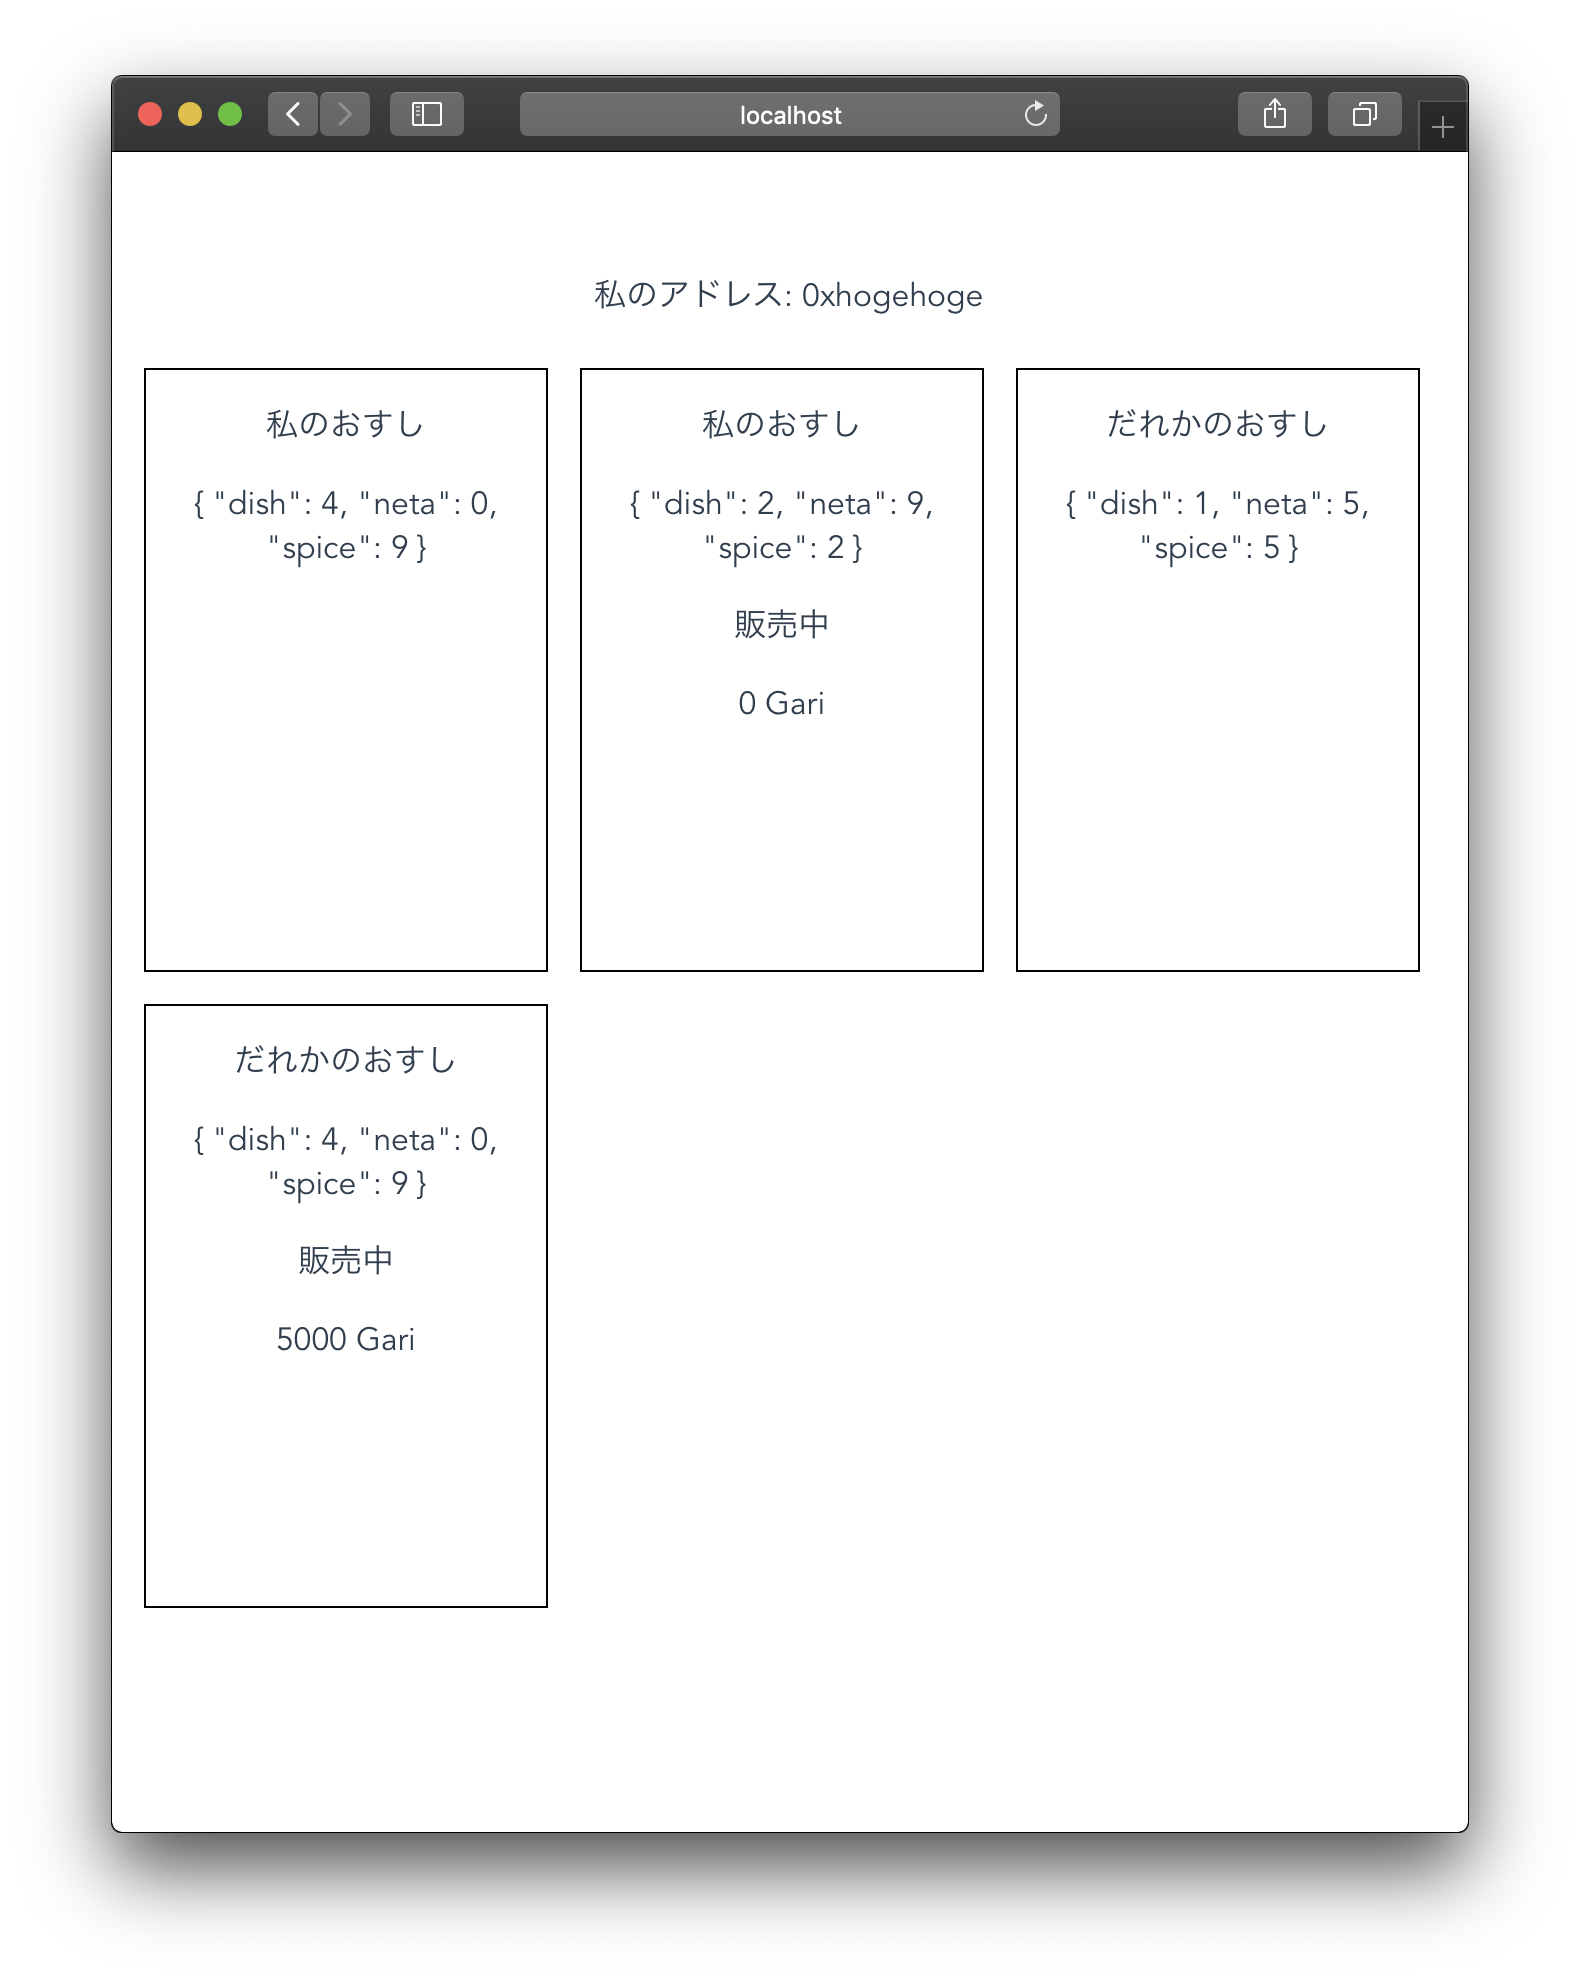 localhost
私のアドレス: 0xhogehoge
私のおすし
{ "dish": 4, "neta": 0,
"spice": 9 }
私のおすし
{ "dish": 2, "neta": 9,
"spice": 2 }
販売中
0 Gari
だれかのおすし
{ "dish": 1, "neta": 5,
"spice": 5 }
だれかのおすし
{ "dish": 4, "neta": 0,
"spice": 9 }
販売中
5000 Gari